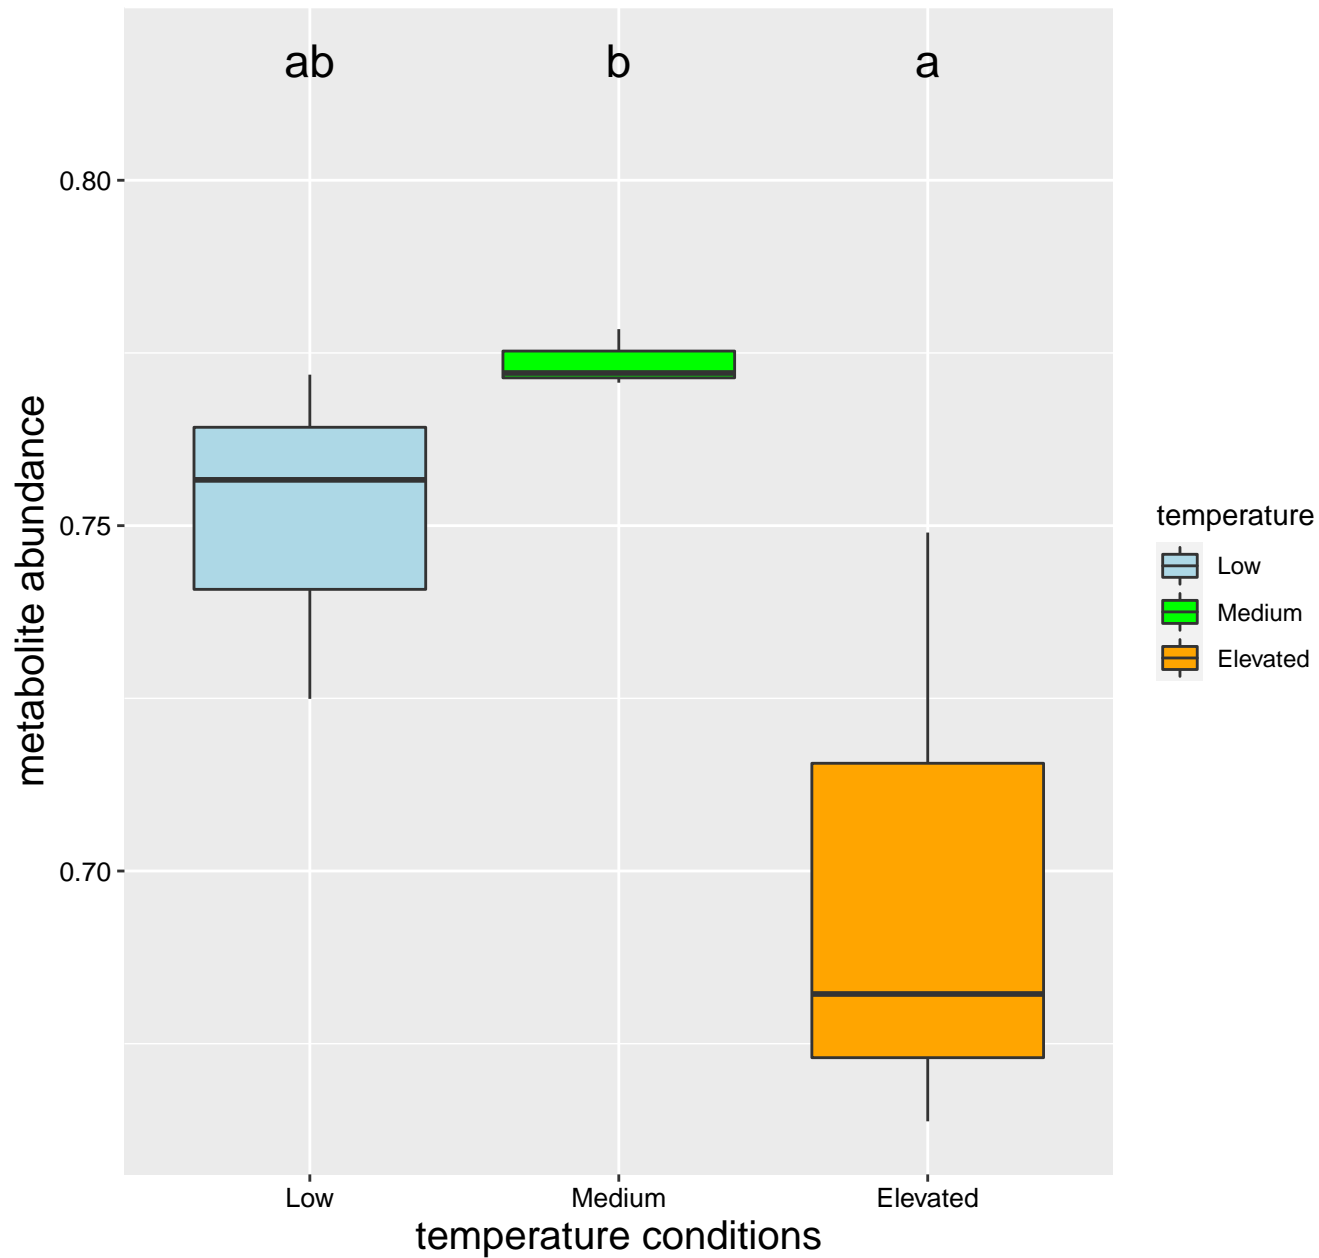 ab b a
0.80
0.75
0.70
metabolite abundance
Low Medium Elevated
temperature conditions
temperature
Low
Medium
Elevated